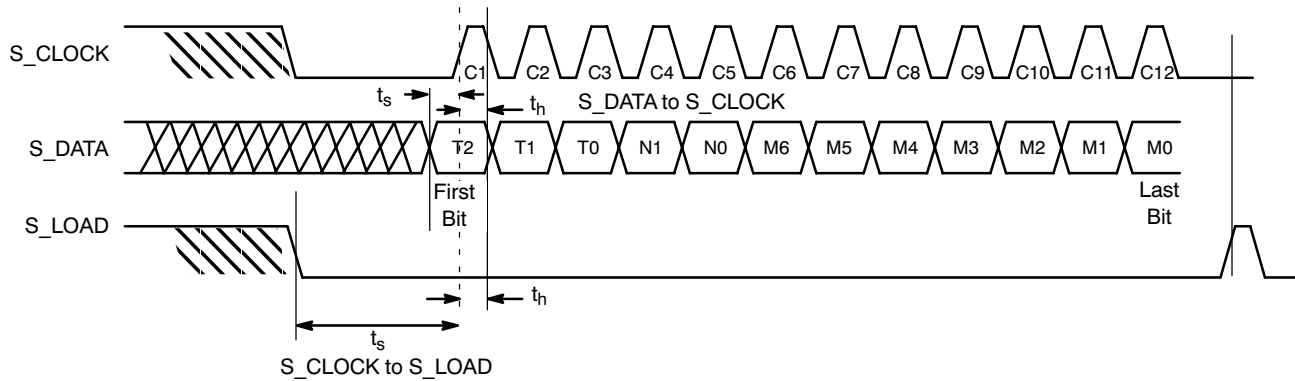 S_CLOCK
C1 C2 C3 C4 C5 C6 C7 C8 C9 C10 C11 C12
ts
S_DATA to S_CLOCK
th
S_DATA
T2 T1 T0 N1 N0 M6 M5 M4 M3 M2 M1 M0
First
Bit
Last
Bit
S_LOAD
th
ts
S_CLOCK to S_LOAD